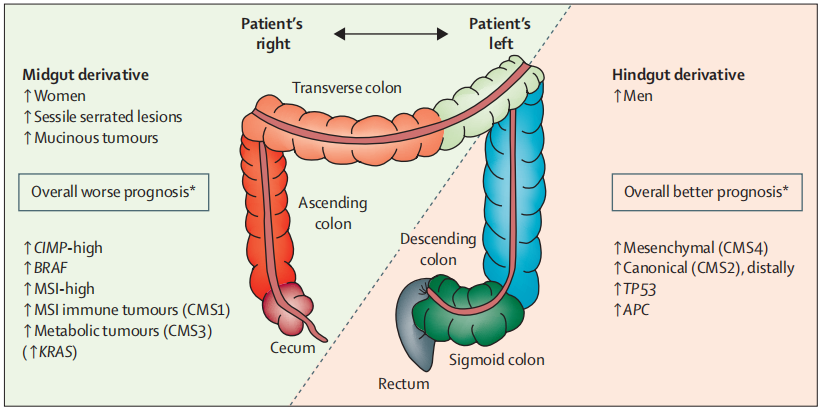 Patient's
right
Patient's
left
Midgut derivative
↑Women
↑Sessile serrated lesions
↑Mucinous tumours
Transverse colon
Hindgut derivative
↑Men
Overall worse prognosis*
Ascending
colon
Overall better prognosis*
Descending
colon
↑CIMP-high
↑BRAF
↑MSI-high
↑MSI immune tumours (CMS1)
↑Metabolic tumours (CMS3)
(↑KRAS)
↑Mesenchymal (CMS4)
↑Canonical (CMS2), distally
↑TP53
↑APC
Cecum
Sigmoid colon
Rectum